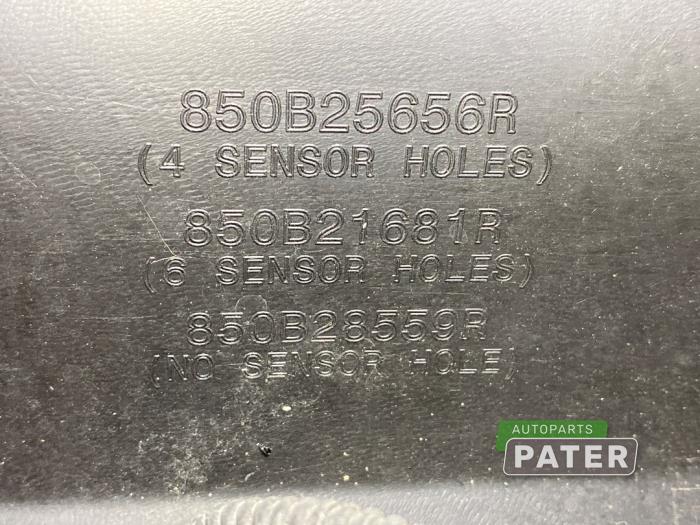 850B25656R
(4 SENSOR HOLES)
850B21681R
(6 SENSOR HOLES)
850B28559R
(NO SENSOR HOLE)
AUTOPARTS
PATER